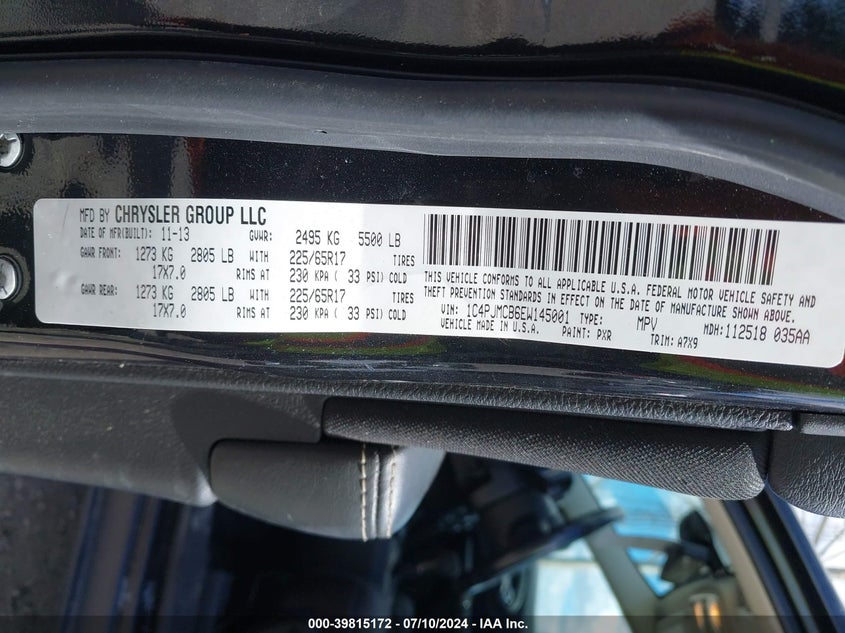 MFD BY CHRYSLER GROUP LLC
DATE OF MFR(BUILT): 11-13 GVWR: 2495 KG 5500 LB
GAWR FRONT: 1273 KG 2805 LB WITH 225/65R17 TIRES
17X7.0 RIMS AT 230 KPA ( 33 PSI) COLD
GAWR REAR: 1273 KG 2805 LB WITH 225/65R17 TIRES
17X7.0 RIMS AT 230 KPA ( 33 PSI) COLD
THIS VEHICLE CONFORMS TO ALL APPLICABLE U.S.A. FEDERAL MOTOR VEHICLE SAFETY AND
THEFT PREVENTION STANDARDS IN EFFECT ON THE DATE OF MANUFACTURE SHOWN ABOVE.
VIN: 1C4PJMCB6EW145001 TYPE: MPV MDH:112518 035AA
VEHICLE MADE IN U.S.A. PAINT: PXR TRIM: A7X9
000-39815172 - 07/10/2024 - IAA Inc.